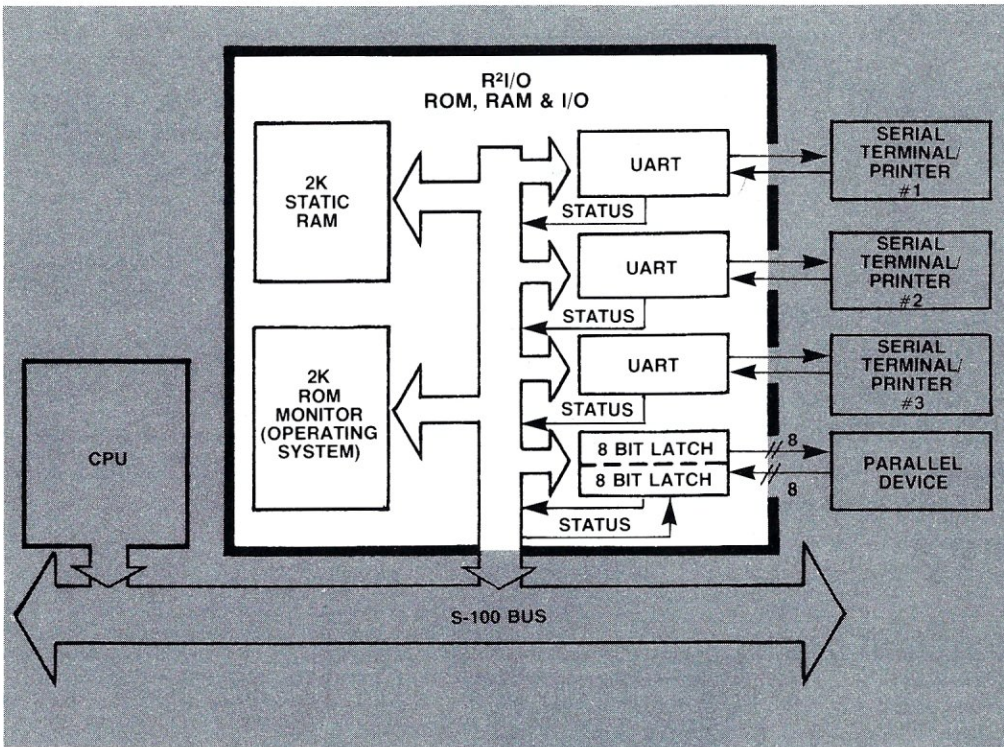 R²I/O
ROM, RAM & I/O
2K
STATIC
RAM
UART
STATUS
SERIAL
TERMINAL/
PRINTER
#1
UART
STATUS
SERIAL
TERMINAL/
PRINTER
#2
2K
ROM
MONITOR
(OPERATING
SYSTEM)
UART
STATUS
SERIAL
TERMINAL/
PRINTER
#3
CPU
8 BIT LATCH
8 BIT LATCH
STATUS
8
8
PARALLEL
DEVICE
S-100 BUS